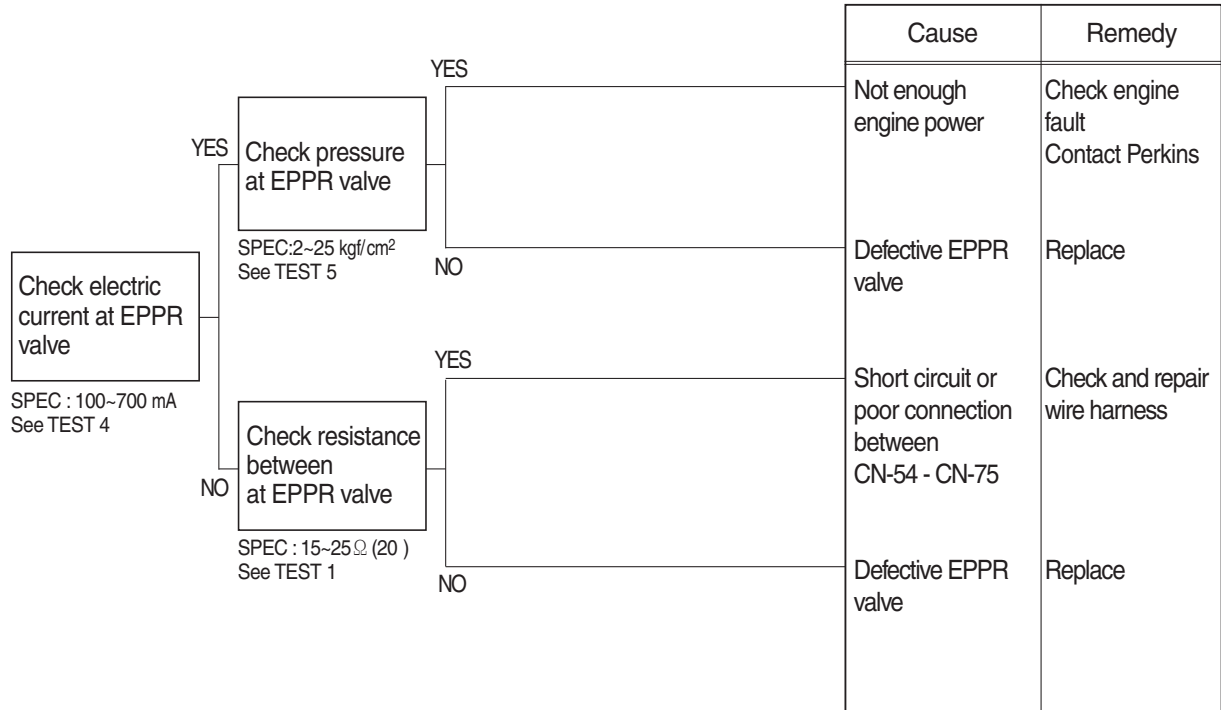 Cause
Remedy
YES
Not enough
engine power
Check engine
fault
Contact Perkins
YES
Check pressure
at EPPR valve
SPEC:2~25 kgf/cm²
See TEST 5
NO
Defective EPPR
valve
Replace
Check electric
current at EPPR
valve
SPEC : 100~700 mA
See TEST 4
YES
Short circuit or
poor connection
between
CN-54 - CN-75
Check and repair
wire harness
NO
Check resistance
between
at EPPR valve
SPEC : 15~25Ω (20 )
See TEST 1
NO
Defective EPPR
valve
Replace